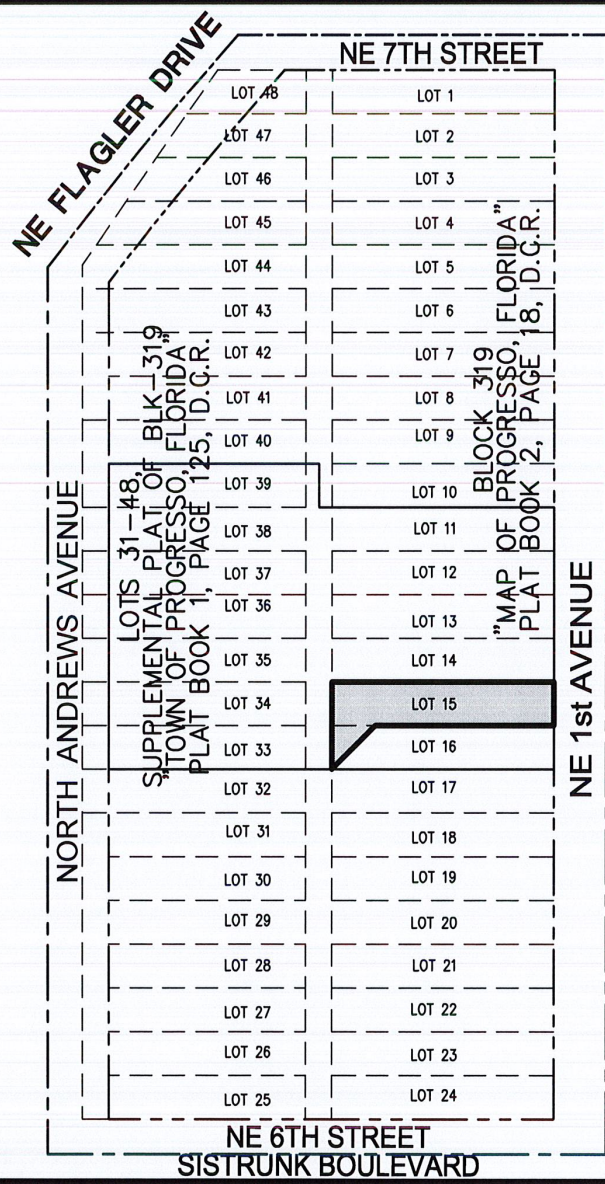 NE 7TH STREET
NE FLAGLER DRIVE
LOT 48
LOT 1
LOT 47
LOT 2
LOT 46
LOT 3
LOT 45
LOT 4
LOT 44
LOT 5
LOT 43
LOT 6
LOT 42
LOT 7
LOT 41
LOT 8
LOT 40
LOT 9
LOT 39
LOT 10
LOT 38
LOT 11
LOT 37
LOT 12
LOT 36
LOT 13
LOT 35
LOT 14
LOT 34
LOT 15
LOT 33
LOT 16
LOT 32
LOT 17
LOT 31
LOT 18
LOT 30
LOT 19
LOT 29
LOT 20
LOT 28
LOT 21
LOT 27
LOT 22
LOT 26
LOT 23
LOT 25
LOT 24
NORTH ANDREWS AVENUE
LOTS 31-48,
SUPPLEMENTAL PLAT OF BLK-319
"TOWN OF PROGRESSO, FLORIDA"
PLAT BOOK 1, PAGE 125, D.C.R.
BLOCK 319
"MAP OF PROGRESSO, FLORIDA"
PLAT BOOK 2, PAGE 18, D.C.R.
NE 1st AVENUE
NE 6TH STREET
SISTRUNK BOULEVARD